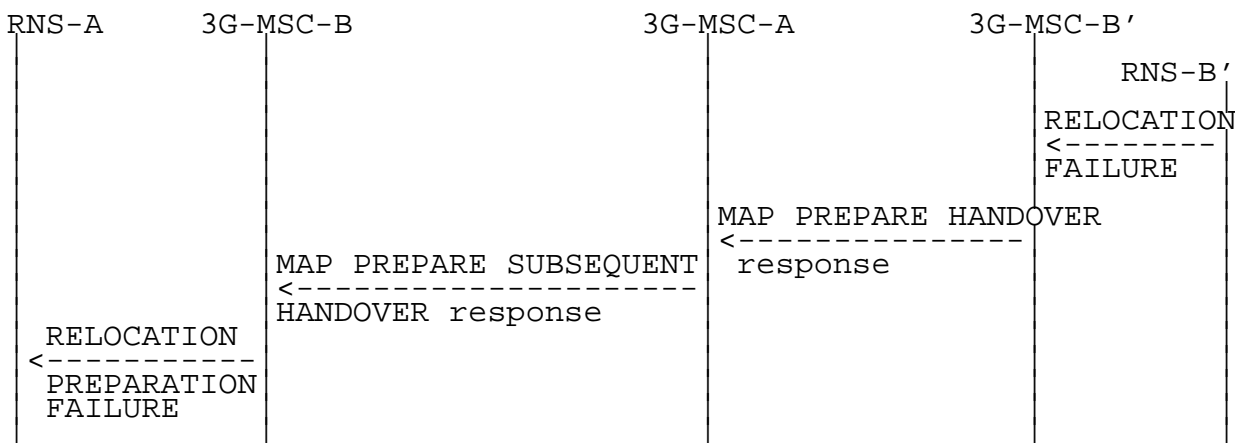 RNS-A 3G-MSC-B 3G-MSC-A 3G-MSC-B'
RNS-B'
RELOCATION
FAILURE
MAP PREPARE HANDOVER
response
MAP PREPARE SUBSEQUENT
HANDOVER response
RELOCATION
PREPARATION
FAILURE